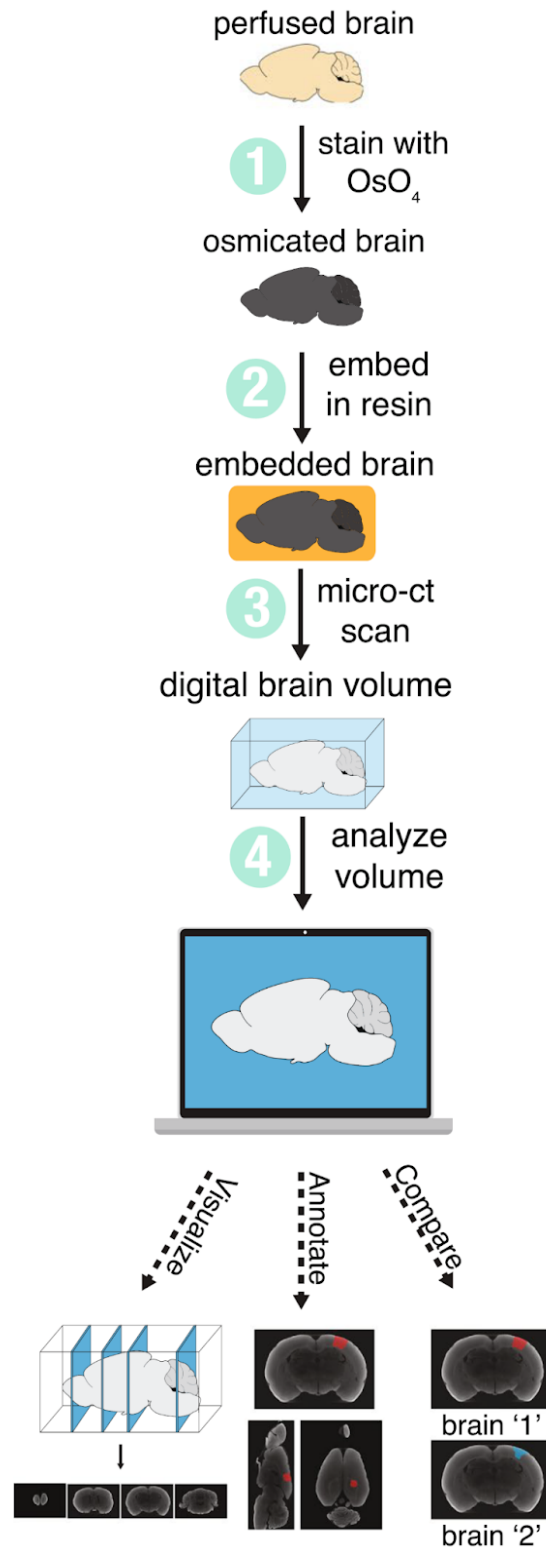 perfused brain
1
stain with
OsO₄
osmicated brain
2
embed
in resin
embedded brain
3
micro-ct
scan
digital brain volume
4
analyze
volume
Visualize
Annotate
Compare
brain '1'
brain '2'